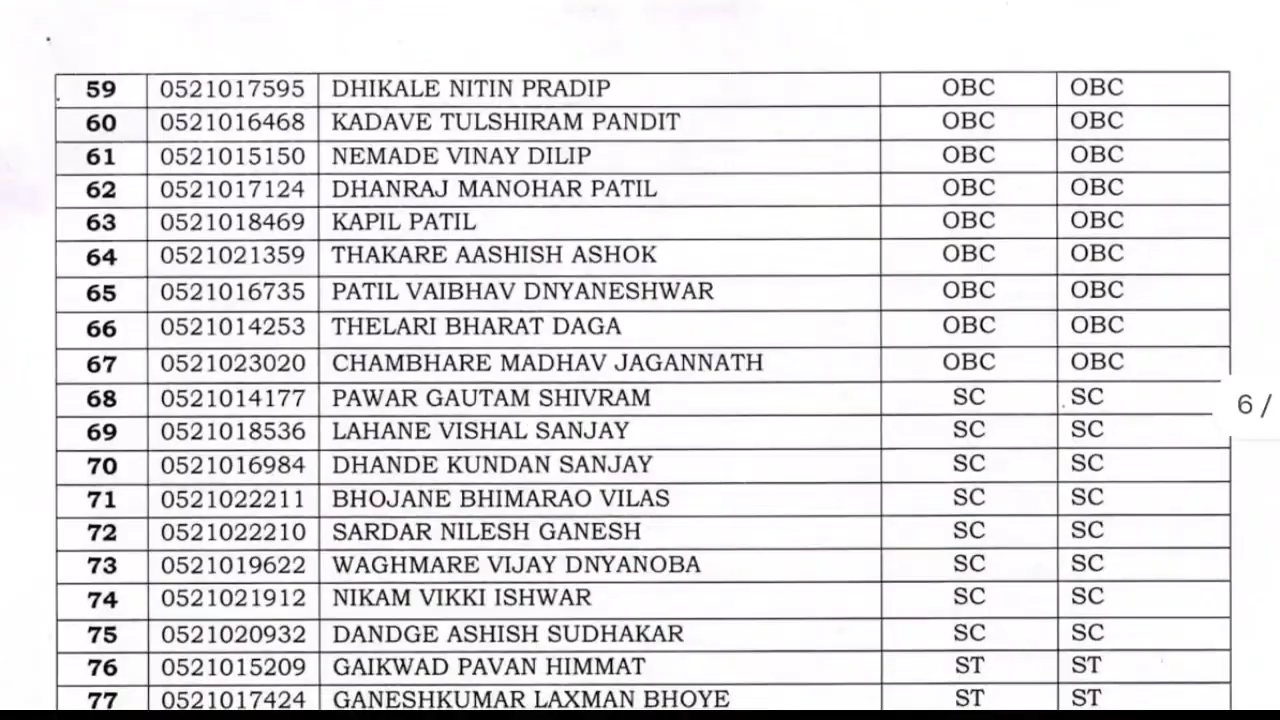 59 0521017595 DHIKALE NITIN PRADIP OBC OBC
60 0521016468 KADAVE TULSHIRAM PANDIT OBC OBC
61 0521015150 NEMADE VINAY DILIP OBC OBC
62 0521017124 DHANRAJ MANOHAR PATIL OBC OBC
63 0521018469 KAPIL PATIL OBC OBC
64 0521021359 THAKARE AASHISH ASHOK OBC OBC
65 0521016735 PATIL VAIBHAV DNYANESHWAR OBC OBC
66 0521014253 THELARI BHARAT DAGA OBC OBC
67 0521023020 CHAMBHARE MADHAV JAGANNATH OBC OBC
68 0521014177 PAWAR GAUTAM SHIVRAM SC SC
6 /
69 0521018536 LAHANE VISHAL SANJAY SC SC
70 0521016984 DHANDE KUNDAN SANJAY SC SC
71 0521022211 BHOJANE BHIMARAO VILAS SC SC
72 0521022210 SARDAR NILESH GANESH SC SC
73 0521019622 WAGHMARE VIJAY DNYANOBA SC SC
74 0521021912 NIKAM VIKKI ISHWAR SC SC
75 0521020932 DANDGE ASHISH SUDHAKAR SC SC
76 0521015209 GAIKWAD PAVAN HIMMAT ST ST
77 0521017424 GANESHKUMAR LAXMAN BHOYE ST ST